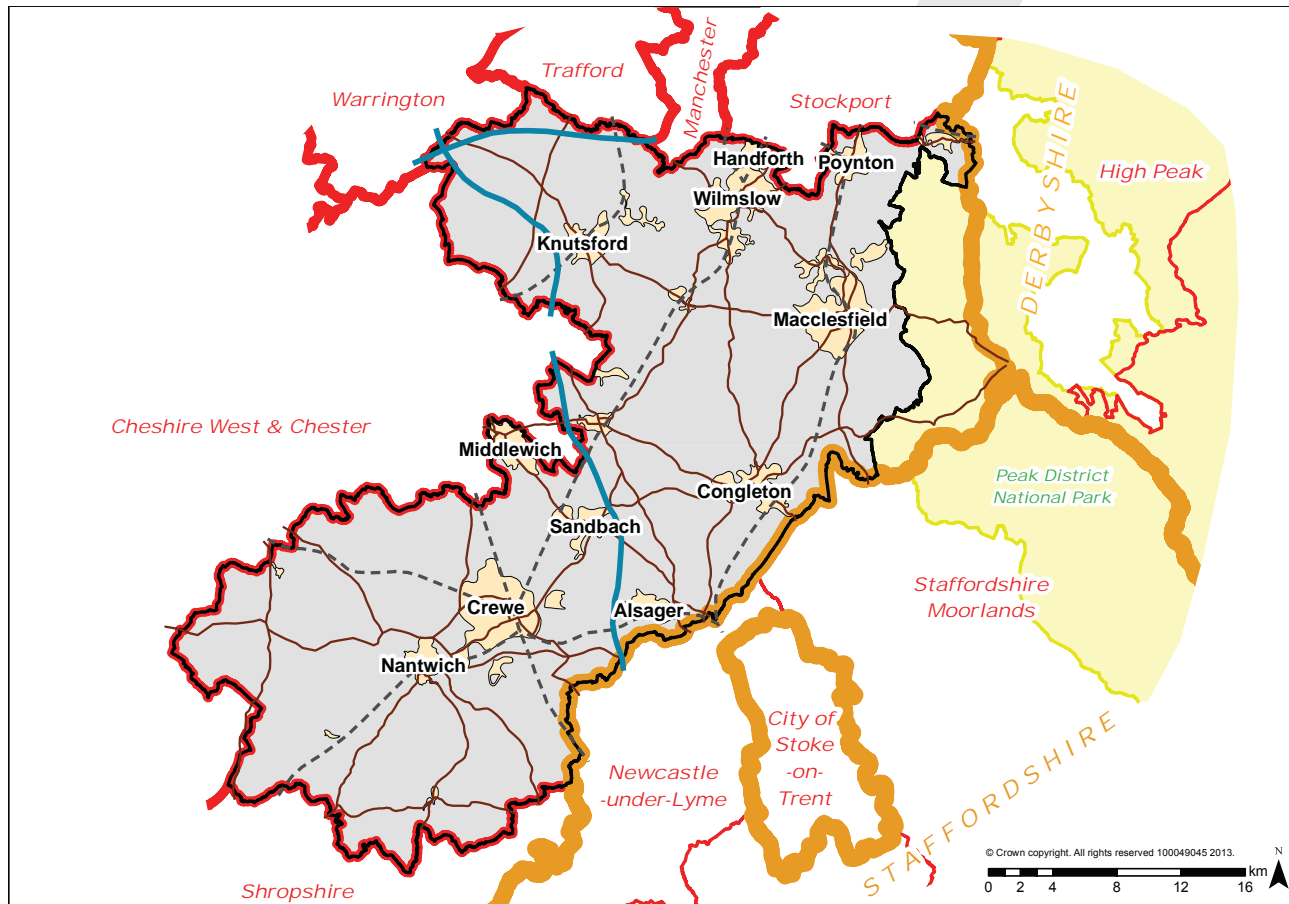 Trafford
Manchester
Warrington
Stockport
DERBYSHIRE
Handforth
Poynton
High Peak
Wilmslow
Knutsford
Macclesfield
Cheshire West & Chester
Middlewich
Peak District
National Park
Congleton
Sandbach
Staffordshire
Moorlands
Crewe
Alsager
Nantwich
City of
Stoke
-on-
Trent
Newcastle
-under-Lyme
STAFFORDSHIRE
Shropshire
© Crown copyright. All rights reserved 100049045 2013.
N
km
0 2 4 8 12 16